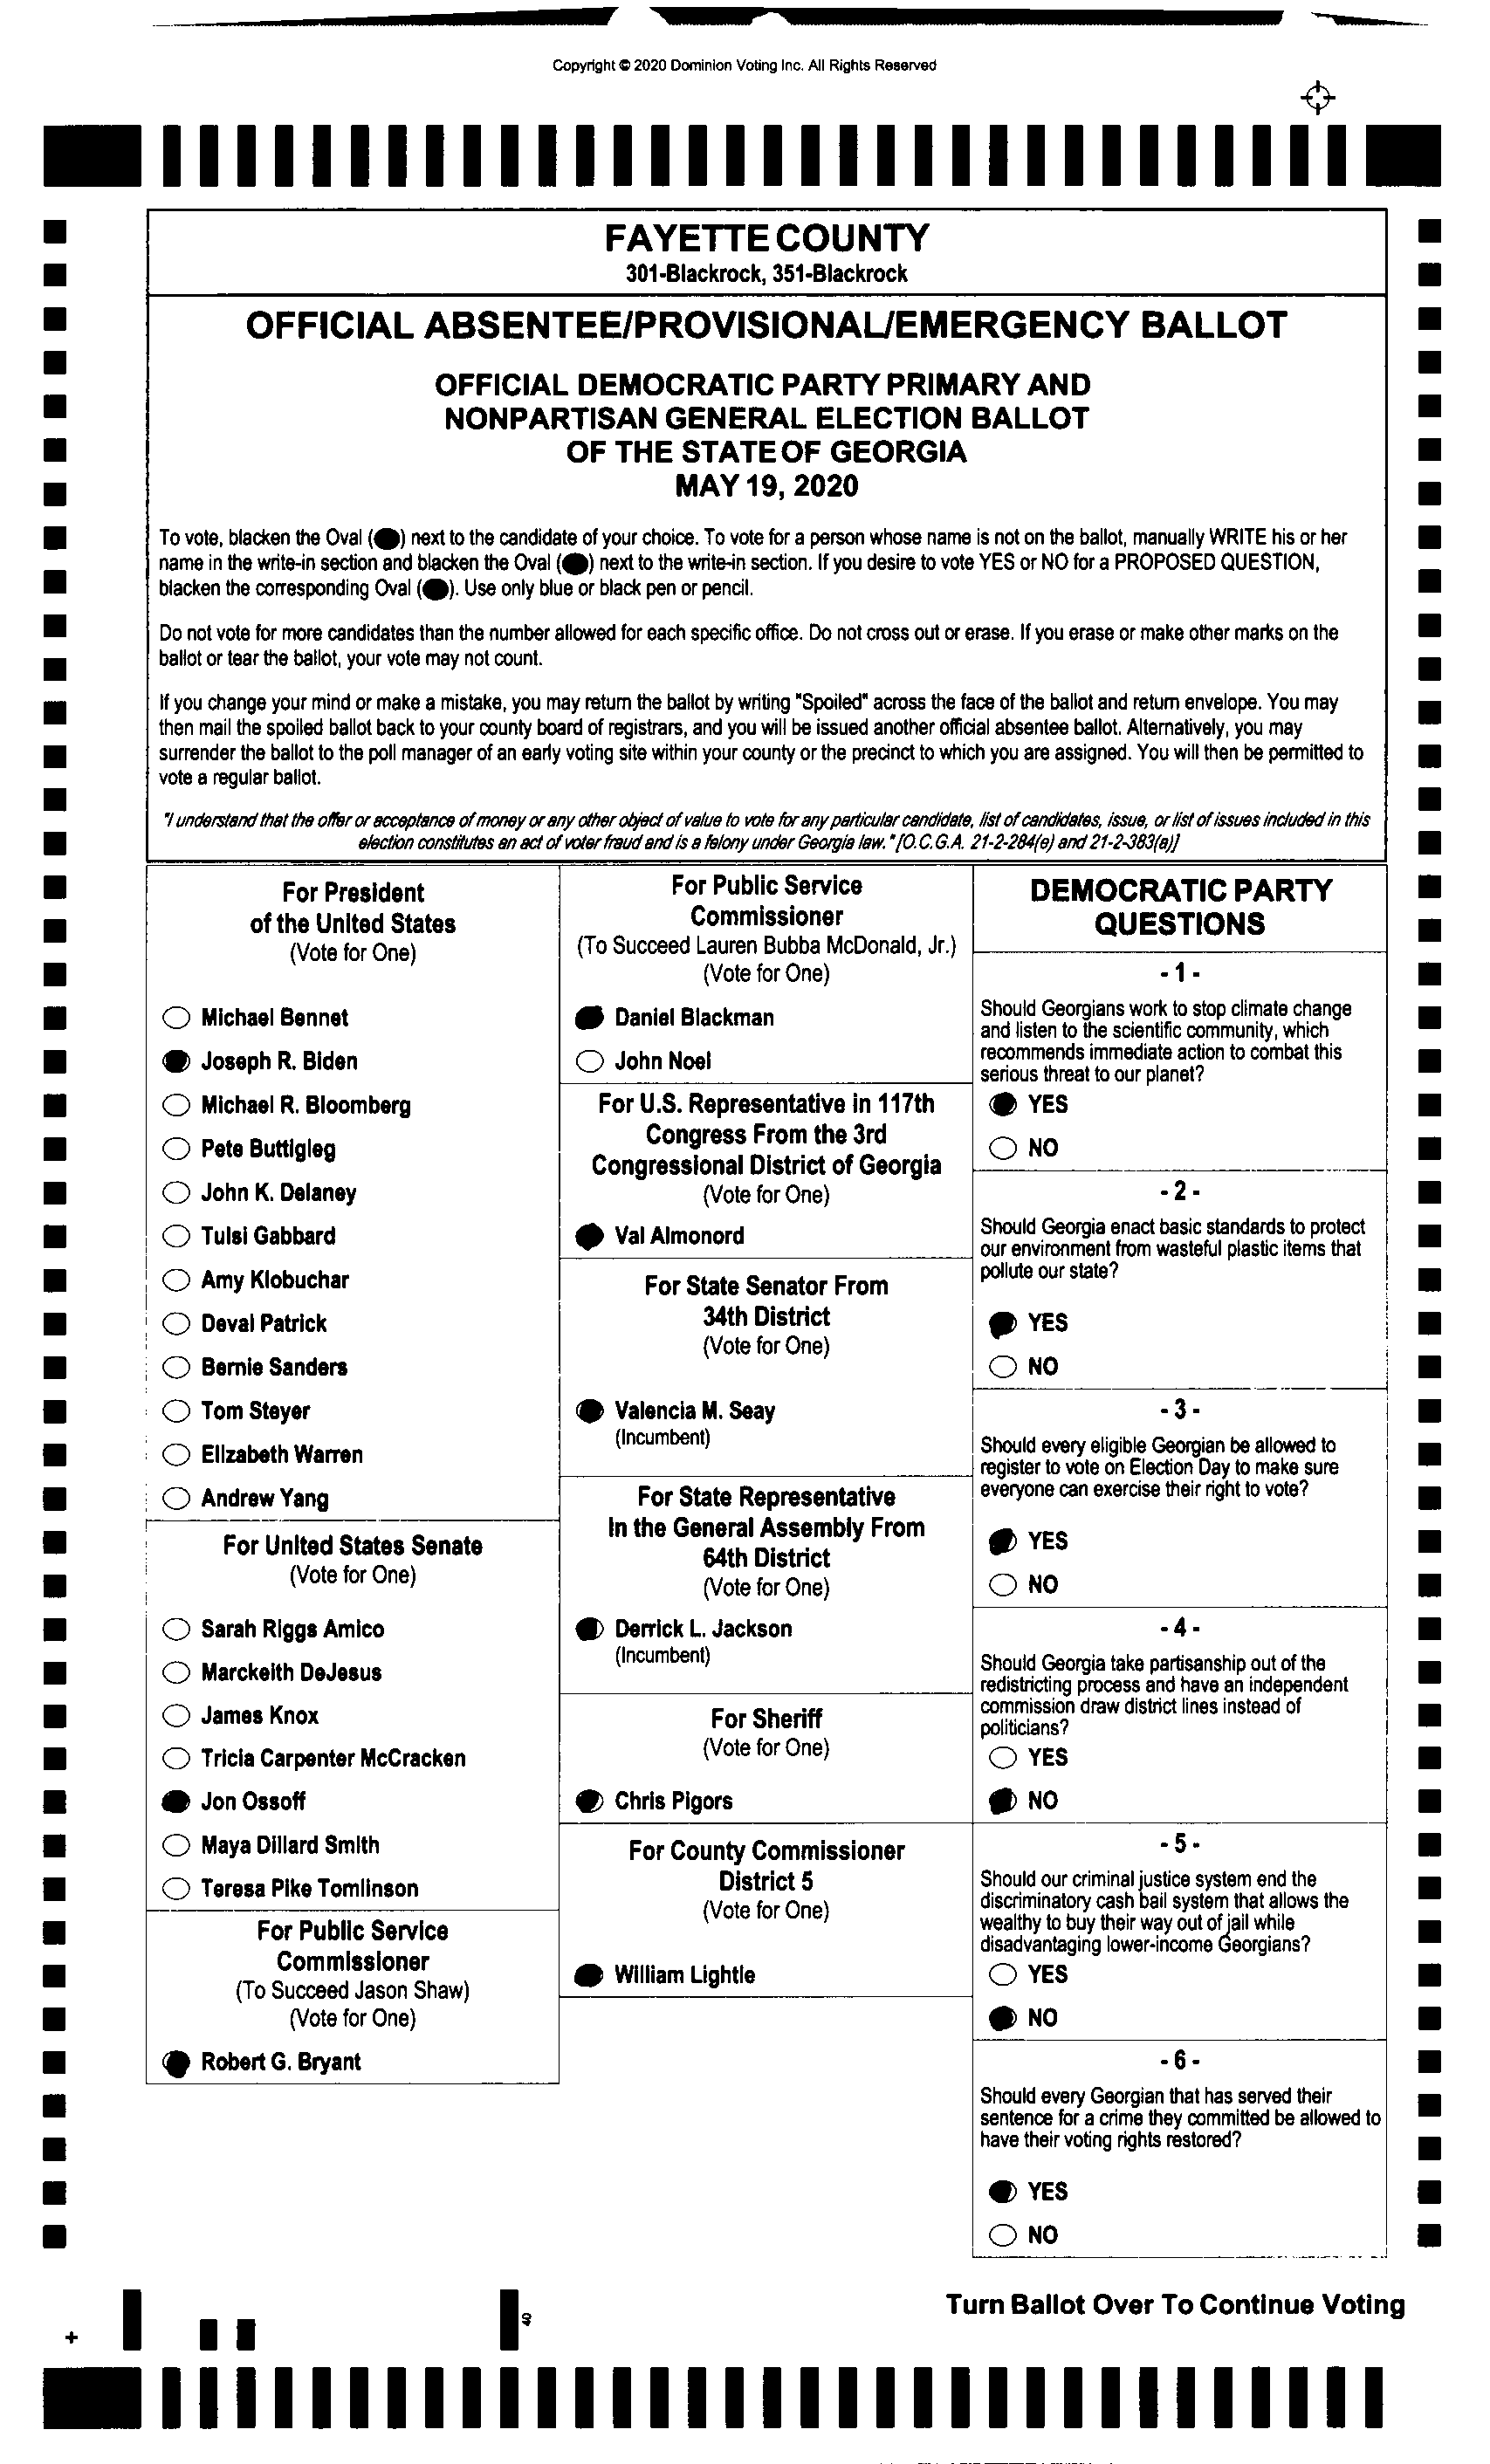 Copyright © 2020 Dominion Voting Inc. All Rights Reserved
FAYETTE COUNTY
301-Blackrock, 351-Blackrock
OFFICIAL ABSENTEE/PROVISIONAL/EMERGENCY BALLOT
OFFICIAL DEMOCRATIC PARTY PRIMARY AND
NONPARTISAN GENERAL ELECTION BALLOT
OF THE STATE OF GEORGIA
MAY 19, 2020
To vote, blacken the Oval ( ) next to the candidate of your choice. To vote for a person whose name is not on the ballot, manually WRITE his or her
name in the write-in section and blacken the Oval ( ) next to the write-in section. If you desire to vote YES or NO for a PROPOSED QUESTION,
blacken the corresponding Oval ( ). Use only blue or black pen or pencil.
Do not vote for more candidates than the number allowed for each specific office. Do not cross out or erase. If you erase or make other marks on the
ballot or tear the ballot, your vote may not count.
If you change your mind or make a mistake, you may return the ballot by writing "Spoiled" across the face of the ballot and return envelope. You may
then mail the spoiled ballot back to your county board of registrars, and you will be issued another official absentee ballot. Alternatively, you may
surrender the ballot to the poll manager of an early voting site within your county or the precinct to which you are assigned. You will then be permitted to
vote a regular ballot.
"I understand that the offer or acceptance of money or any other object of value to vote for any particular candidate, list of candidates, issue, or list of issues included in this
election constitutes an act of voter fraud and is a felony under Georgia law." [O.C.G.A. 21-2-284(e) and 21-2-383(a)]
For President
of the United States
(Vote for One)
Michael Bennet
Joseph R. Biden
Michael R. Bloomberg
Pete Buttigieg
John K. Delaney
Tulsi Gabbard
Amy Klobuchar
Deval Patrick
Bernie Sanders
Tom Steyer
Elizabeth Warren
Andrew Yang
For United States Senate
(Vote for One)
Sarah Riggs Amico
Marckeith DeJesus
James Knox
Tricia Carpenter McCracken
Jon Ossoff
Maya Dillard Smith
Teresa Pike Tomlinson
For Public Service
Commissioner
(To Succeed Jason Shaw)
(Vote for One)
Robert G. Bryant
For Public Service
Commissioner
(To Succeed Lauren Bubba McDonald, Jr.)
(Vote for One)
Daniel Blackman
John Noel
For U.S. Representative in 117th
Congress From the 3rd
Congressional District of Georgia
(Vote for One)
Val Almonord
For State Senator From
34th District
(Vote for One)
Valencia M. Seay
(Incumbent)
For State Representative
In the General Assembly From
64th District
(Vote for One)
Derrick L. Jackson
(Incumbent)
For Sheriff
(Vote for One)
Chris Pigors
For County Commissioner
District 5
(Vote for One)
William Lightle
DEMOCRATIC PARTY
QUESTIONS
- 1 -
Should Georgians work to stop climate change
and listen to the scientific community, which
recommends immediate action to combat this
serious threat to our planet?
YES
NO
- 2 -
Should Georgia enact basic standards to protect
our environment from wasteful plastic items that
pollute our state?
YES
NO
- 3 -
Should every eligible Georgian be allowed to
register to vote on Election Day to make sure
everyone can exercise their right to vote?
YES
NO
- 4 -
Should Georgia take partisanship out of the
redistricting process and have an independent
commission draw district lines instead of
politicians?
YES
NO
- 5 -
Should our criminal justice system end the
discriminatory cash bail system that allows the
wealthy to buy their way out of jail while
disadvantaging lower-income Georgians?
YES
NO
- 6 -
Should every Georgian that has served their
sentence for a crime they committed be allowed to
have their voting rights restored?
YES
NO
Turn Ballot Over To Continue Voting